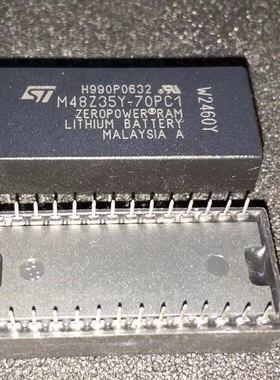 H990P0632
ST M48Z35Y-70PC1
ZEROPOWER®RAM
LITHIUM BATTERY
MALAYSIA A
W2460Y